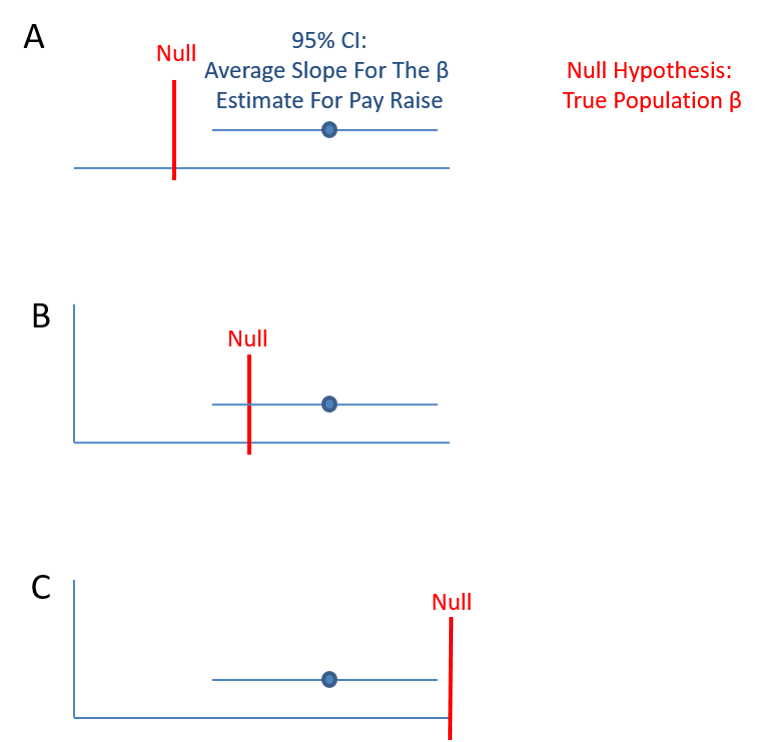 A
Null
95% CI:
Average Slope For The β
Estimate For Pay Raise
Null Hypothesis:
True Population β
B
Null
C
Null